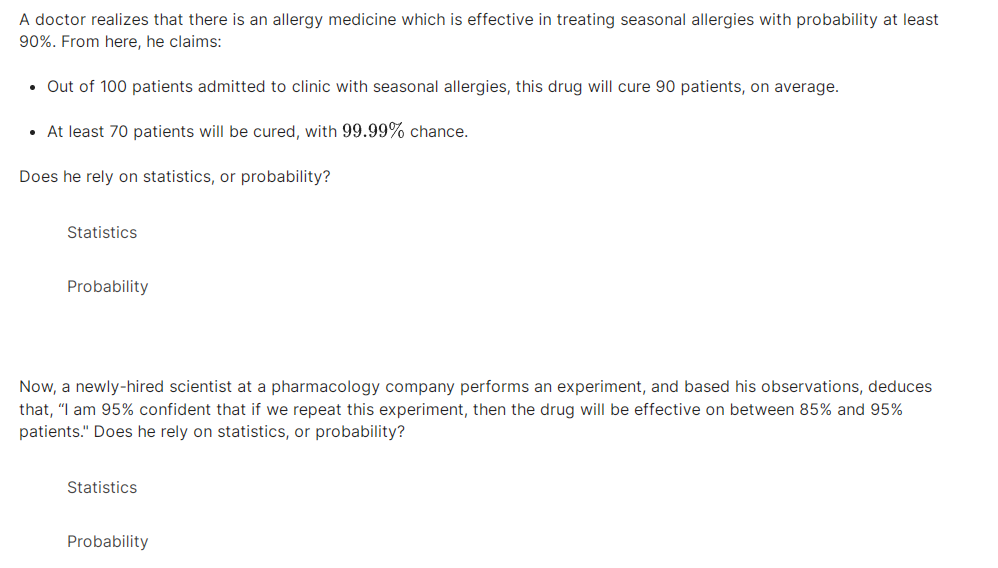 A doctor realizes that there is an allergy medicine which is effective in treating seasonal allergies with probability at least
90%. From here, he claims:
• Out of 100 patients admitted to clinic with seasonal allergies, this drug will cure 90 patients, on average.
• At least 70 patients will be cured, with 99.99% chance.
Does he rely on statistics, or probability?
Statistics
Probability
Now, a newly-hired scientist at a pharmacology company performs an experiment, and based his observations, deduces
that, “I am 95% confident that if we repeat this experiment, then the drug will be effective on between 85% and 95%
patients." Does he rely on statistics, or probability?
Statistics
Probability